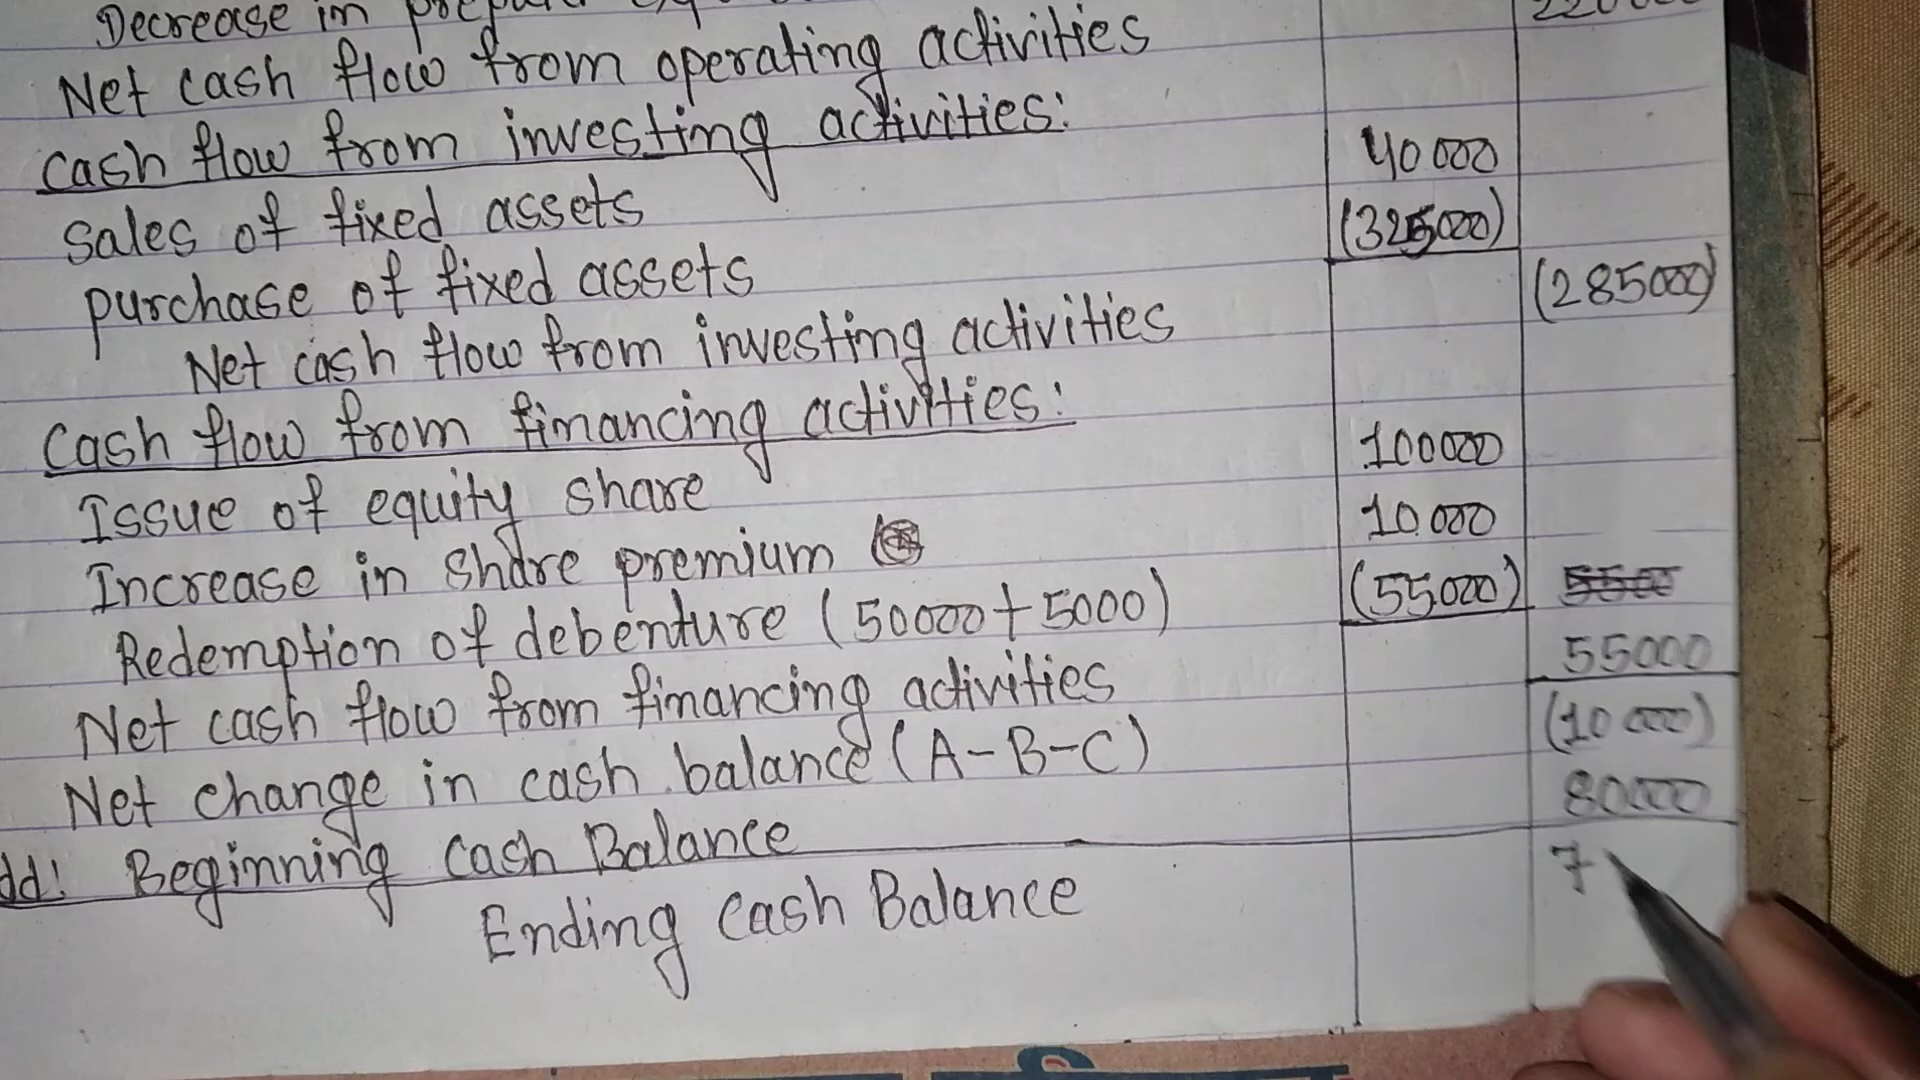 Decrease in
Net cash flow from operating activities
Cash flow from investing activities:
Sales of fixed assets 40000
purchase of fixed assets (325000)
Net cash flow from investing activities (285000)
Cash flow from financing activities:
Issue of equity share 100000
Increase in share premium 10000
Redemption of debenture (50000+5000) (55000)
Net cash flow from financing activities 55000
Net change in cash balance (A-B-C) (10000)
dd: Beginning Cash Balance 80000
Ending Cash Balance 7